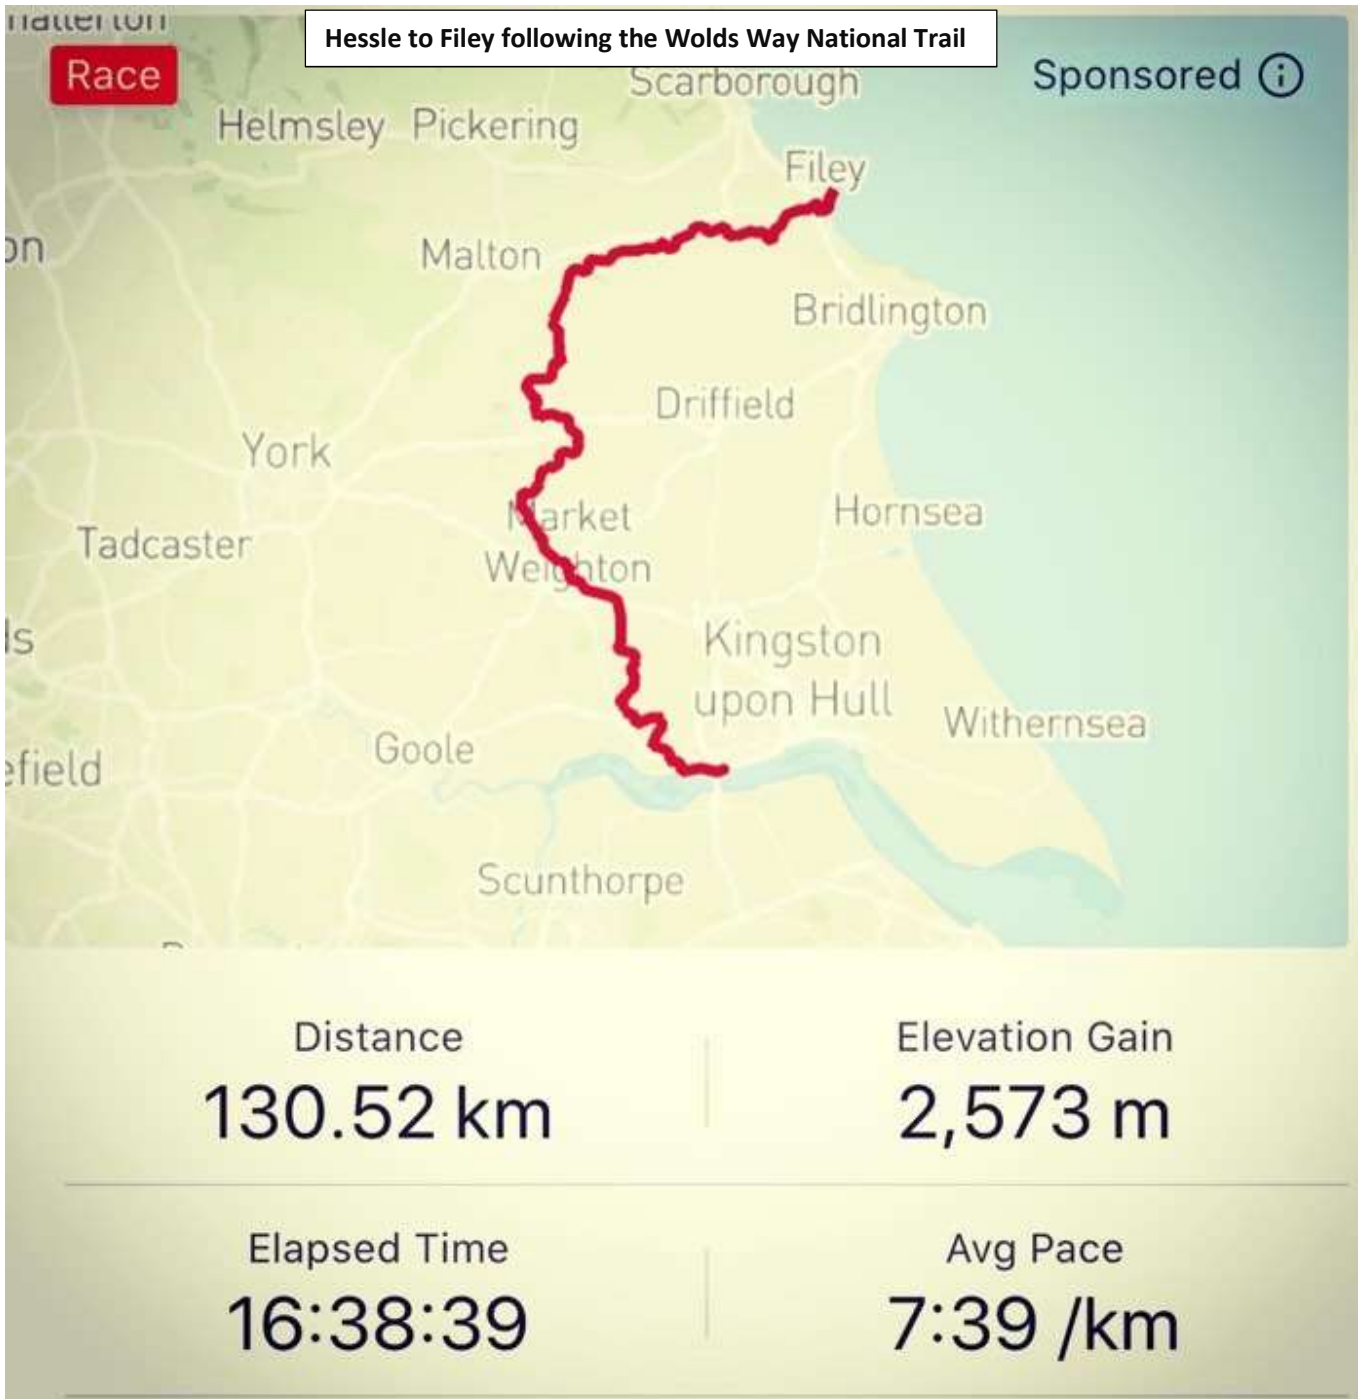 Hessle to Filey following the Wolds Way National Trail
Race
Sponsored
Scarborough
Helmsley
Pickering
Filey
Malton
Bridlington
Driffield
York
Market
Weighton
Hornsea
Tadcaster
Kingston
upon Hull
Withernsea
Goole
Scunthorpe
Distance
130.52 km
Elevation Gain
2,573 m
Elapsed Time
16:38:39
Avg Pace
7:39 /km